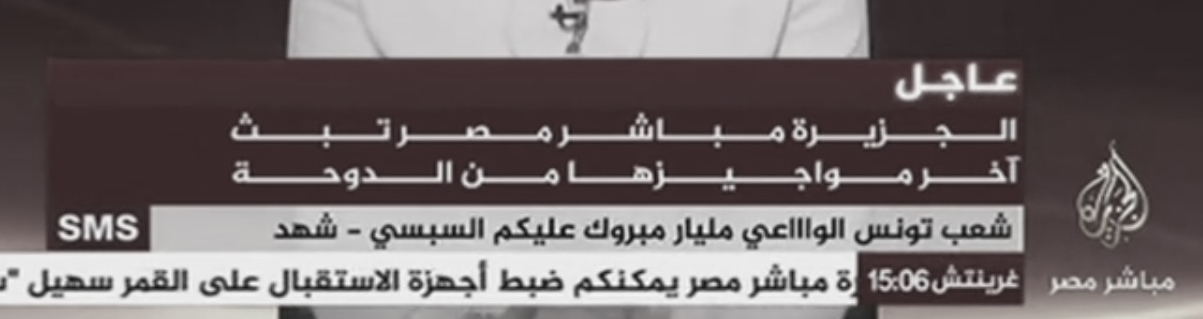 عاجل
الجزيرة مباشر مصر تبث
آخر مواجيزها من الدوحة
شعب تونس الواااعي مليار مبروك عليكم السبسي - شهد
SMS
غرينتش 15:06
ة مباشر مصر يمكنكم ضبط أجهزة الاستقبال على القمر سهيل "س
الجزيرة
مباشر مصر